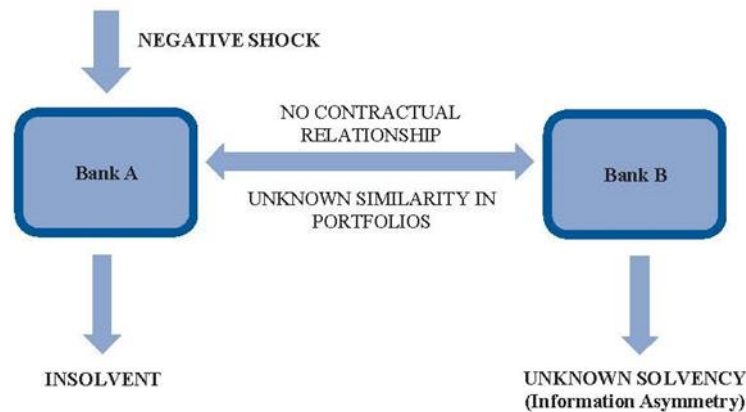 NEGATIVE SHOCK
NO CONTRACTUAL
RELATIONSHIP
Bank A
Bank B
UNKNOWN SIMILARITY IN
PORTFOLIOS
INSOLVENT
UNKNOWN SOLVENCY
(Information Asymmetry)